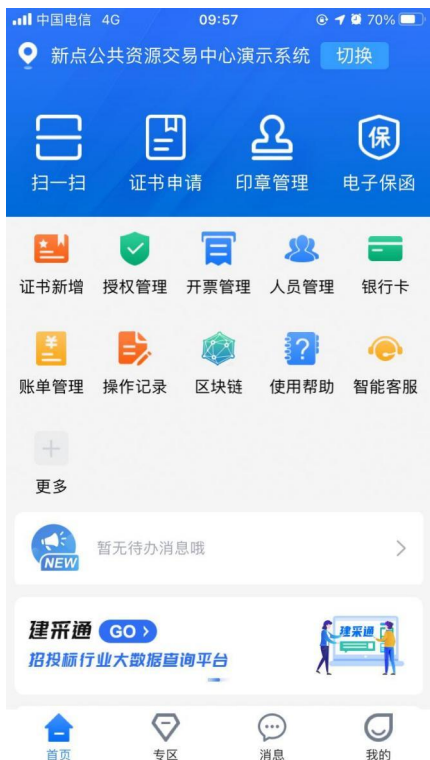 中国电信 4G 09:57 70%
新点公共资源交易中心演示系统 切换
扫一扫 证书申请 印章管理 保 电子保函
证书新增 授权管理 开票管理 人员管理 银行卡
账单管理 操作记录 区块链 使用帮助 智能客服
更多
NEW 暂无待办消息哦
建采通 GO
招投标行业大数据查询平台
建采通
首页 专区 消息 我的